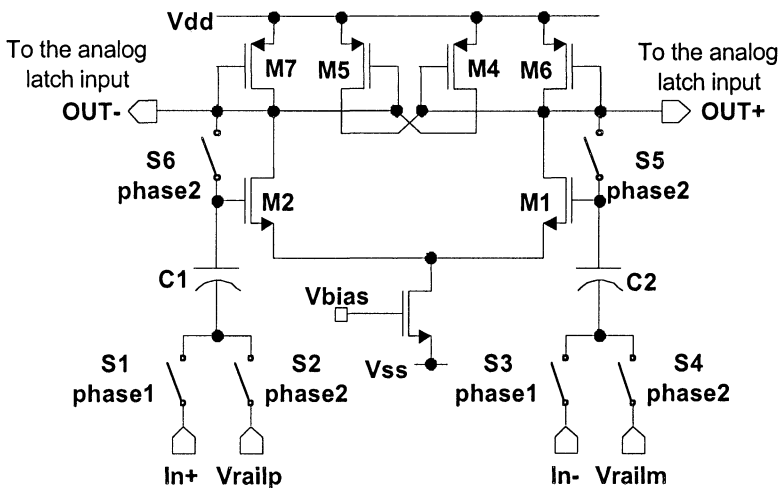 Vdd
To the analog
latch input
OUT-
M7
M5
M4
M6
To the analog
latch input
OUT+
S6
phase2
M2
M1
S5
phase2
C1
Vbias
C2
S1
phase1
S2
phase2
Vss
S3
phase1
S4
phase2
In+
Vrailp
In-
Vrailm